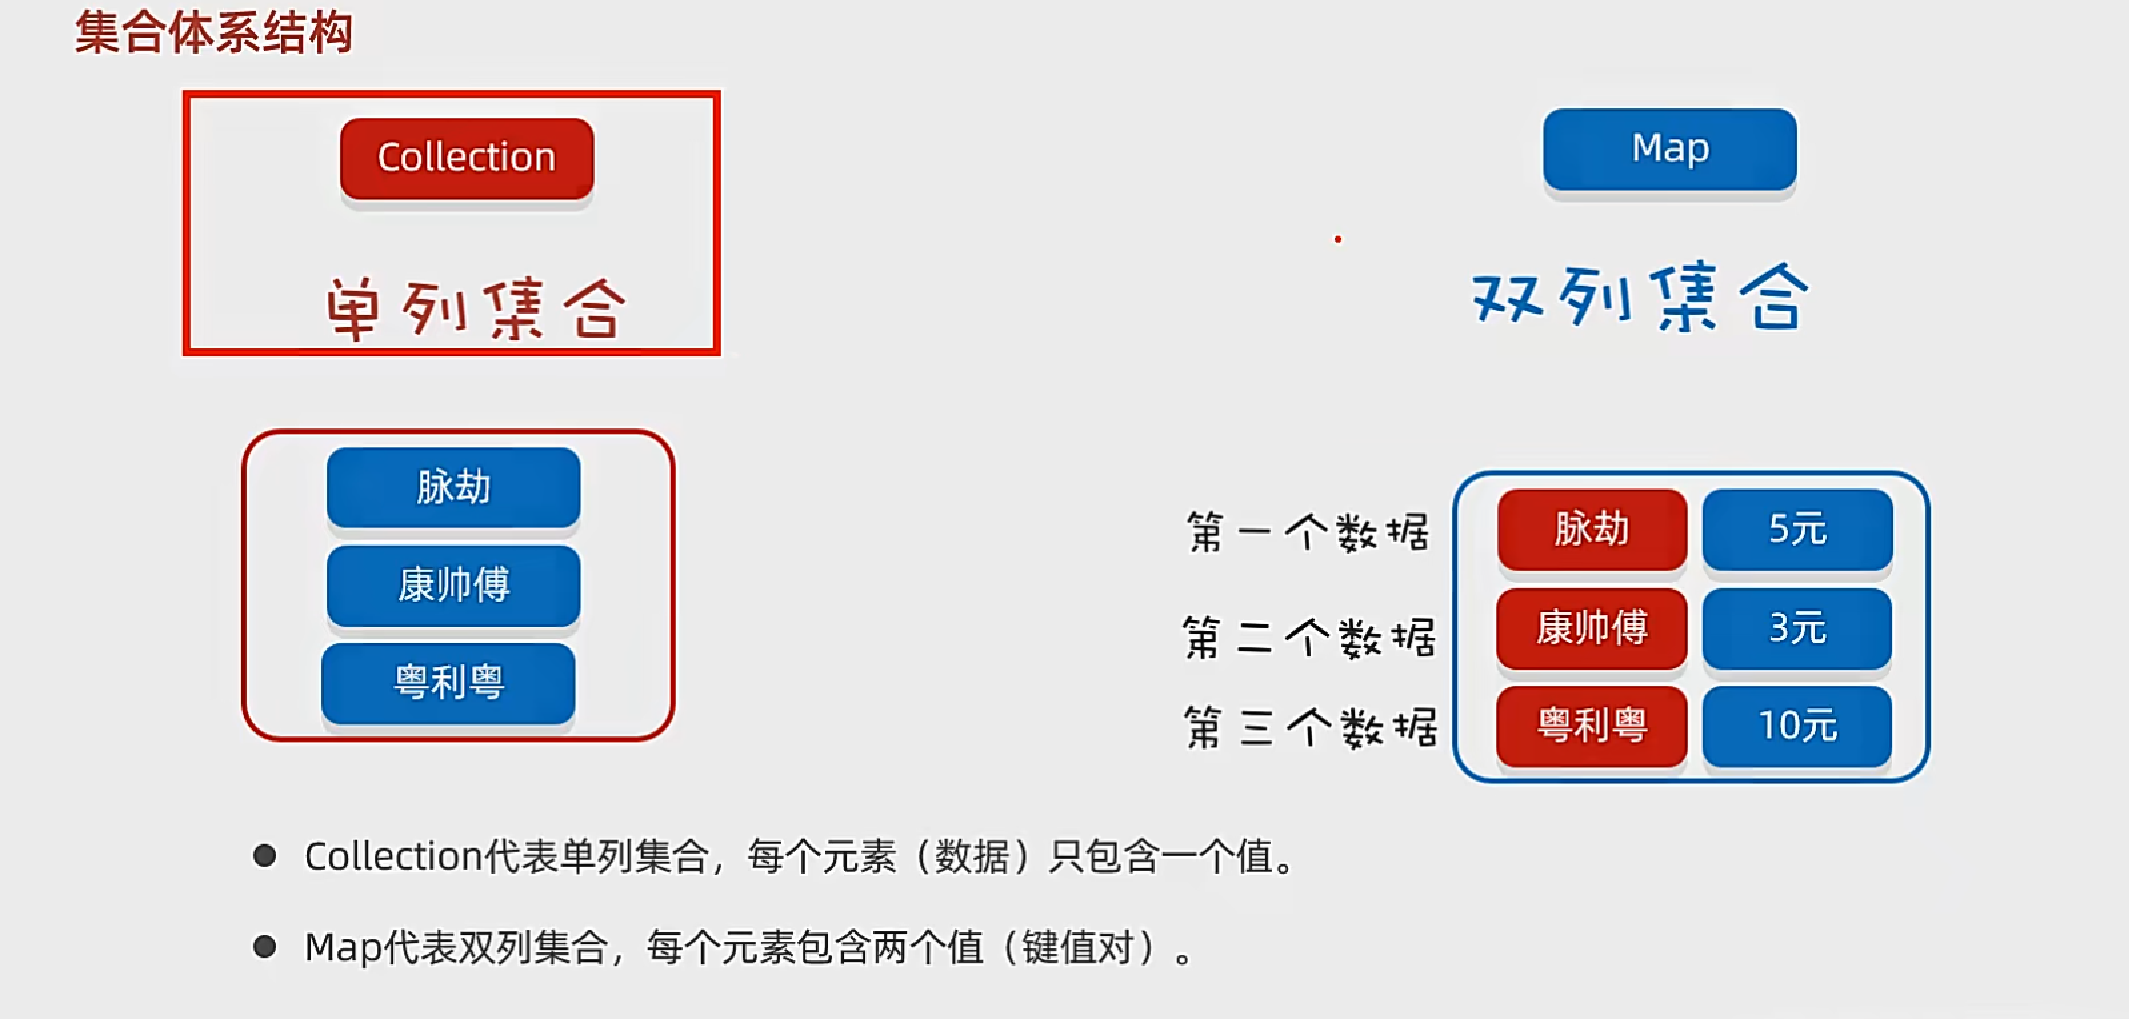 集合体系结构
Collection
单列集合
Map
双列集合
脉劫
康帅傅
粤利粤
第一个数据 脉劫 5元
第二个数据 康帅傅 3元
第三个数据 粤利粤 10元
Collection代表单列集合，每个元素（数据）只包含一个值。
Map代表双列集合，每个元素包含两个值（键值对）。